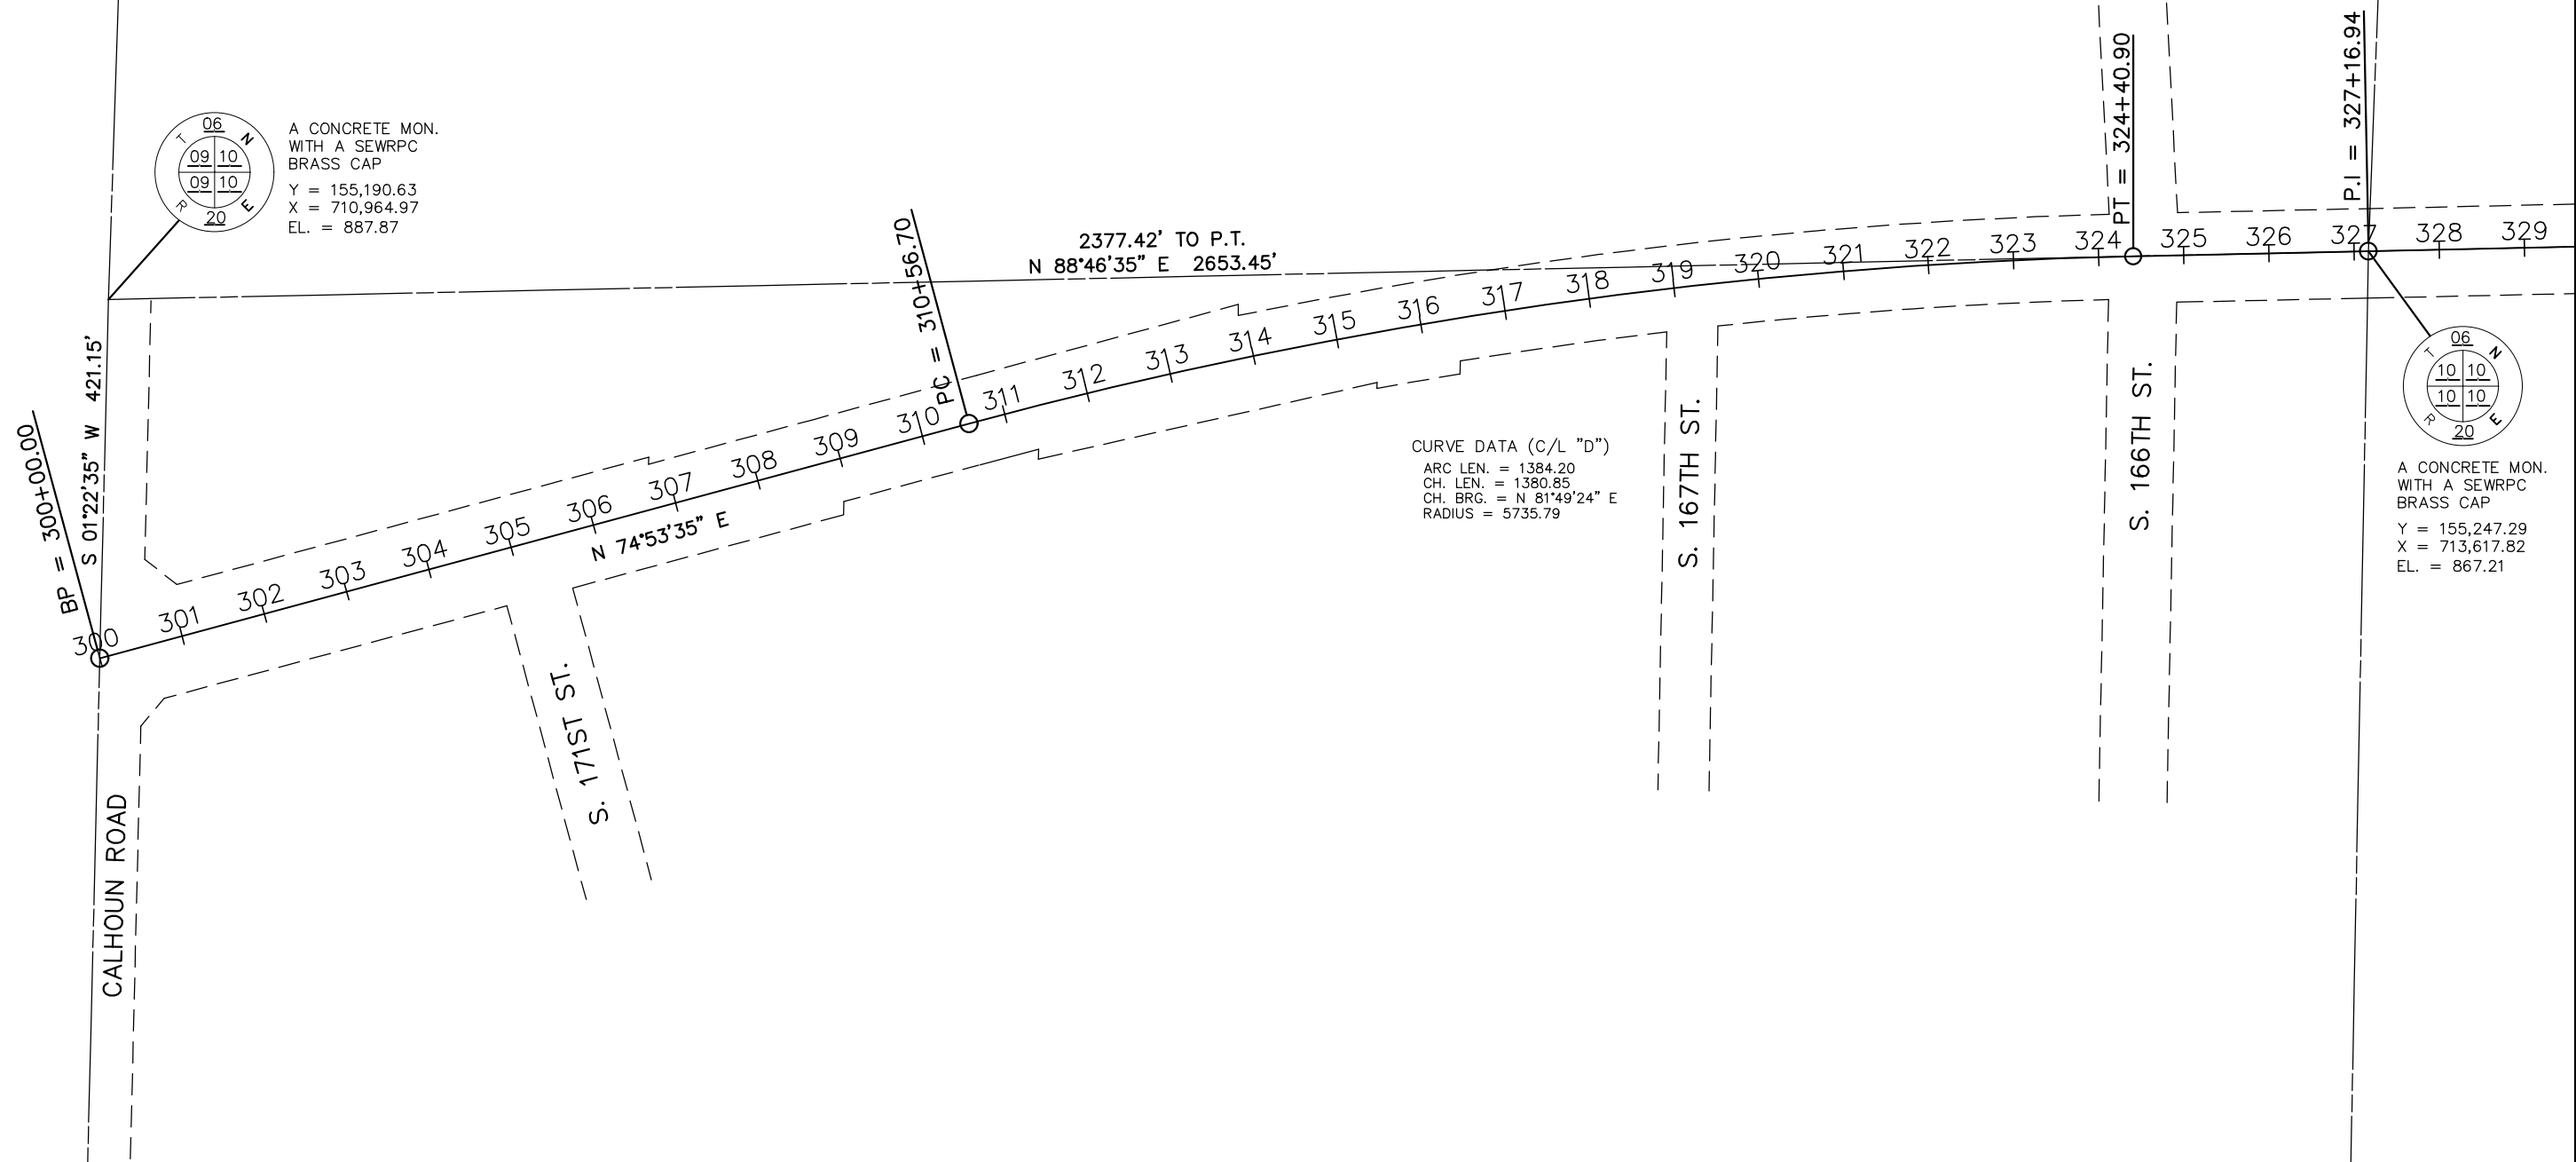 06
T N
09 10
09 10
R E
20
A CONCRETE MON.
WITH A SEWRPC
BRASS CAP
Y = 155,190.63
X = 710,964.97
EL. = 887.87
BP = 300+00.00
S 01°22'35" W 421.15'
PC = 310+56.70
2377.42' TO P.T.
N 88°46'35" E 2653.45'
PT = 324+40.90
P.I = 327+16.94
300
301
302
303
304
305
306
307
308
309
310
311
312
313
314
315
316
317
318
319
320
321
322
323
324
325
326
327
328
329
N 74°53'35" E
CURVE DATA (C/L "D")
ARC LEN. = 1384.20
CH. LEN. = 1380.85
CH. BRG. = N 81°49'24" E
RADIUS = 5735.79
06
T N
10 10
10 10
R E
20
A CONCRETE MON.
WITH A SEWRPC
BRASS CAP
Y = 155,247.29
X = 713,617.82
EL. = 867.21
CALHOUN ROAD
S. 171ST ST.
S. 167TH ST.
S. 166TH ST.